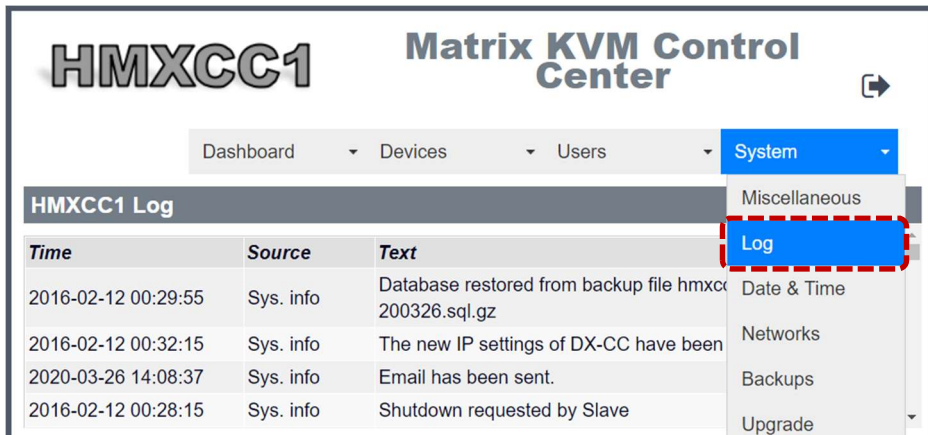 HMXCC1
Matrix KVM Control
Center
Dashboard Devices Users System
Miscellaneous
Log
Date & Time
Networks
Backups
Upgrade
HMXCC1 Log
Time Source Text
2016-02-12 00:29:55 Sys. info Database restored from backup file
200326.sql.gz
2016-02-12 00:32:15 Sys. info The new IP settings of DX-CC have been
2020-03-26 14:08:37 Sys. info Email has been sent.
2016-02-12 00:28:15 Sys. info Shutdown requested by Slave